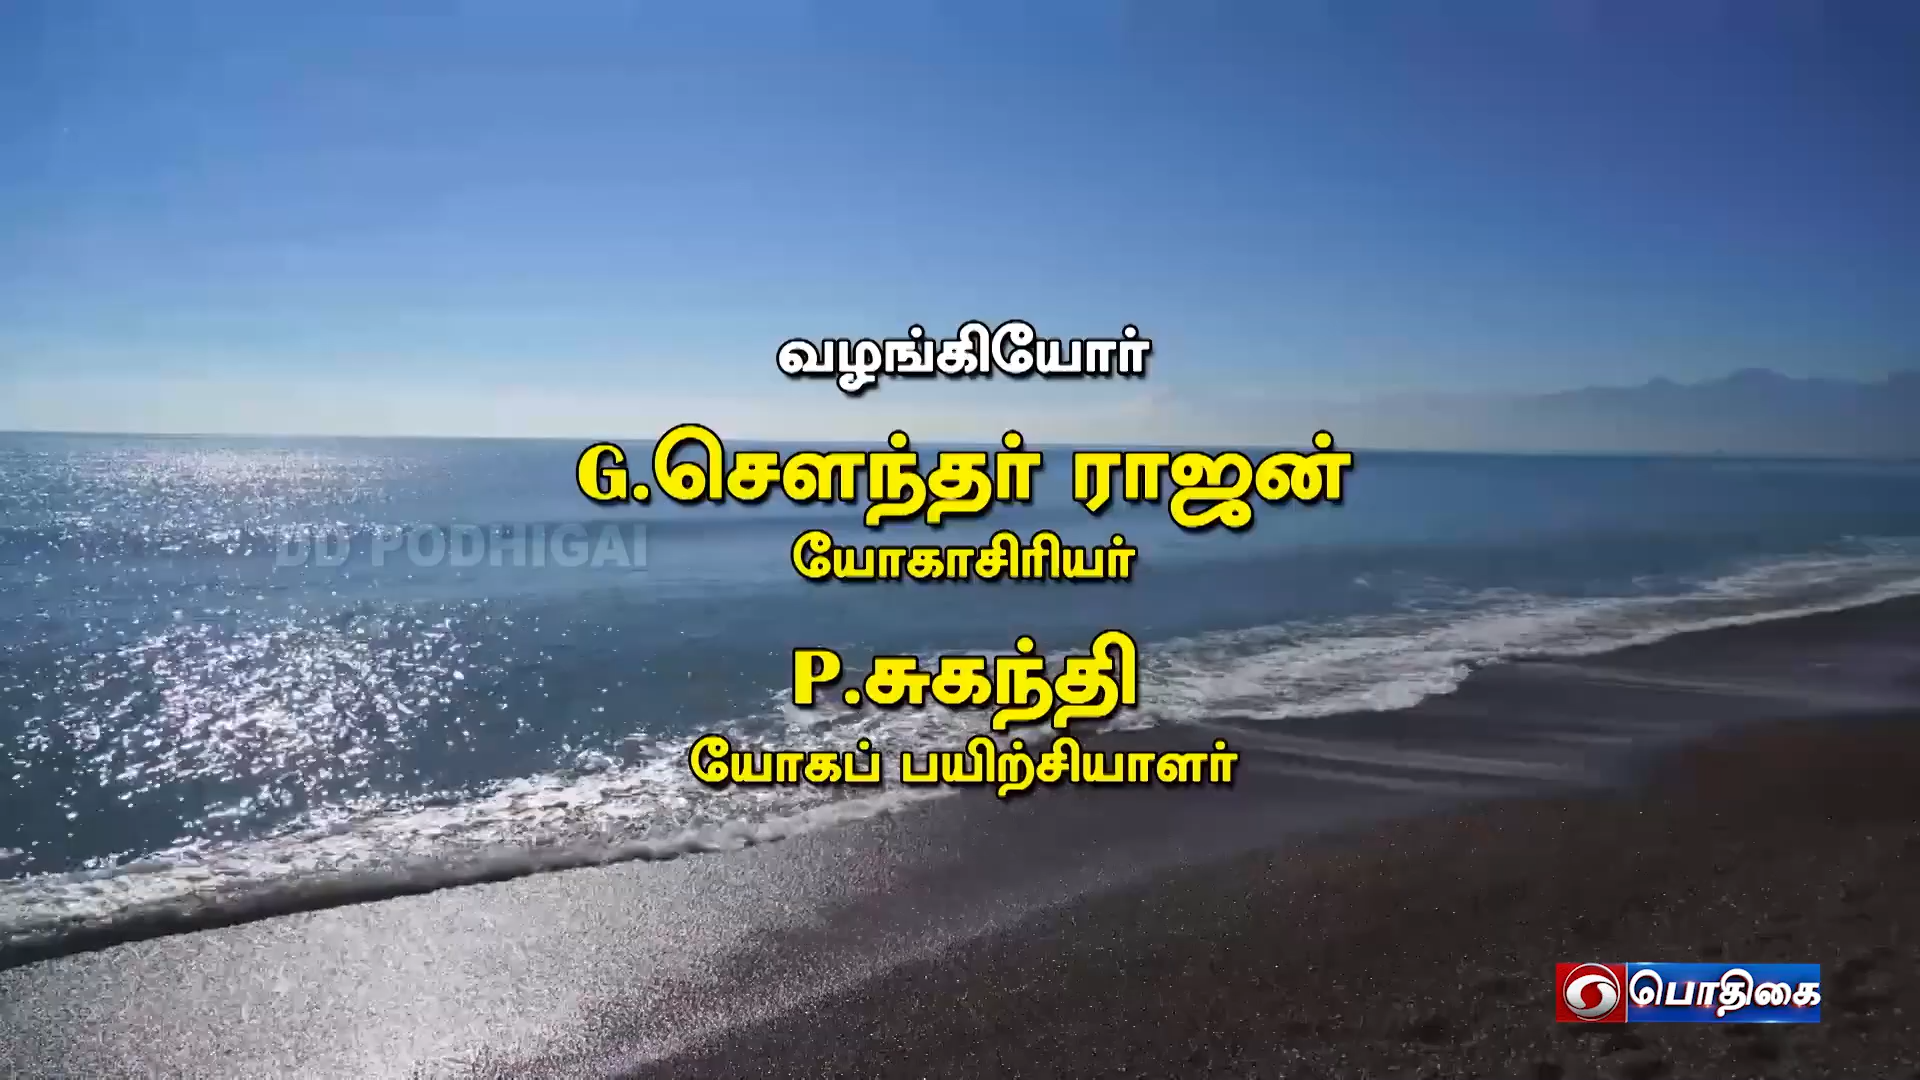 வழங்கியோர்
G.சௌந்தர் ராஜன்
DD PODHIGAI
யோகாசிரியர்
P.சுகந்தி
யோகப் பயிற்சியாளர்
பொதிகை